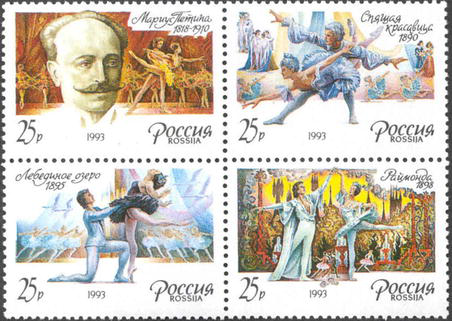 Мариус Петипа
1818-1910
25р
1993
Россия
ROSSIJA
Спящая
красавица
1890
25р
1993
Россия
ROSSIJA
Лебединое озеро
1895
25р
1993
Россия
ROSSIJA
Раймонда
1898
25р
1993
Россия
ROSSIJA